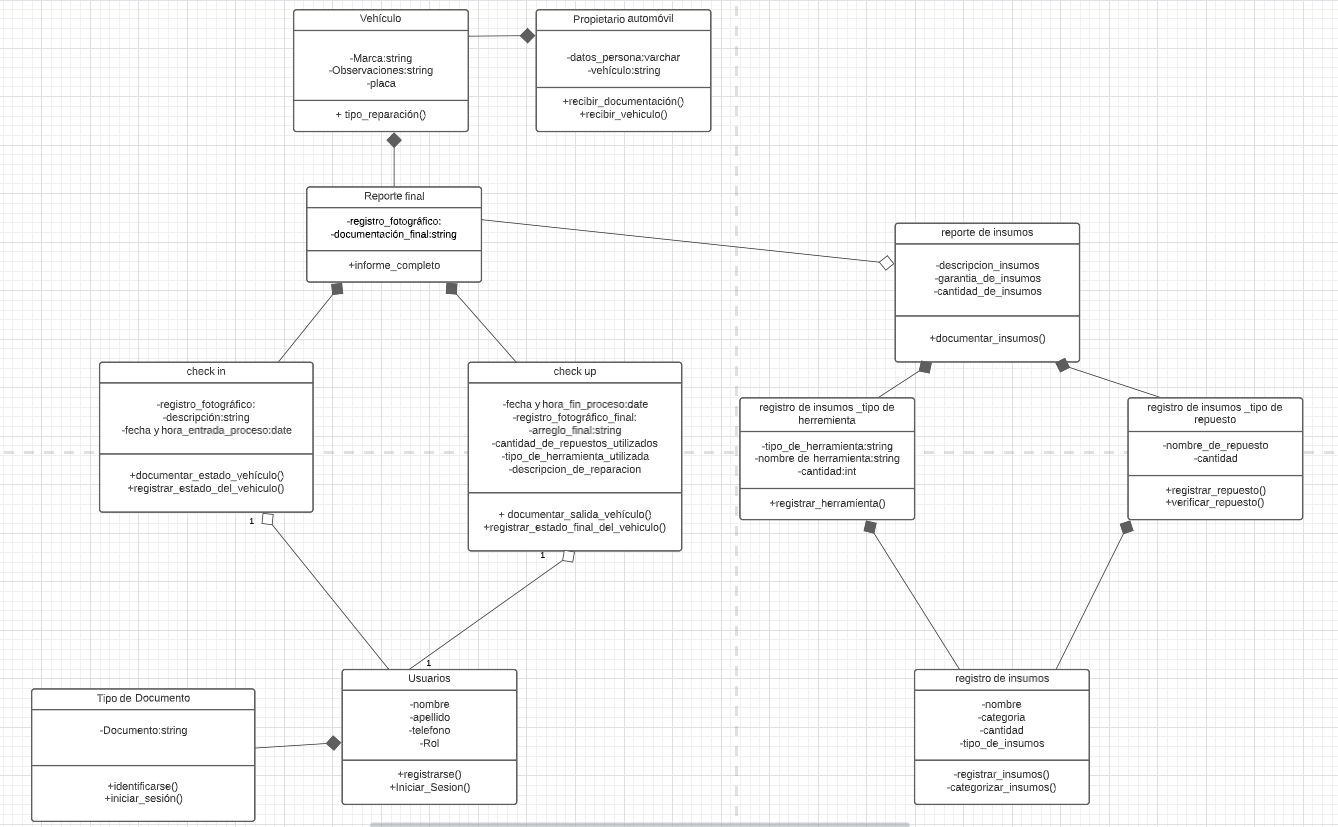 Vehículo
-Marca:string
-Observaciones:string
-placa
+ tipo_reparación()
Propietario automóvil
-datos_persona:varchar
-vehículo:string
+recibir_documentación()
+recibir_vehiculo()
Reporte final
-registro_fotográfico:
-documentación_final:string
+informe_completo
reporte de insumos
-descripcion_insumos
-garantia_de_insumos
-cantidad_de_insumos
+documentar_insumos()
check in
-registro_fotográfico:
-descripción:string
-fecha y hora_entrada_proceso:date
+documentar_estado_vehículo()
+registrar_estado_del_vehiculo()
1
check up
-fecha y hora_fin_proceso:date
-registro_fotográfico_final:
-arreglo_final:string
-cantidad_de_repuestos_utilizados
-tipo_de_herramienta_utilizada
-descripcion_de_reparacion
+ documentar_salida_vehículo()
+registrar_estado_final_del_vehiculo()
1
registro de insumos _tipo de
herremienta
-tipo_de_herramienta:string
-nombre de herramienta:string
-cantidad:int
+registrar_herramienta()
registro de insumos _tipo de
repuesto
-nombre_de_repuesto
-cantidad
+registrar_repuesto()
+verificar_repuesto()
Tipo de Documento
-Documento:string
+identificarse()
+iniciar_sesión()
1
Usuarios
-nombre
-apellido
-telefono
-Rol
+registrarse()
+Iniciar_Sesion()
registro de insumos
-nombre
-categoria
-cantidad
-tipo_de_insumos
-registrar_insumos()
-categorizar_insumos()